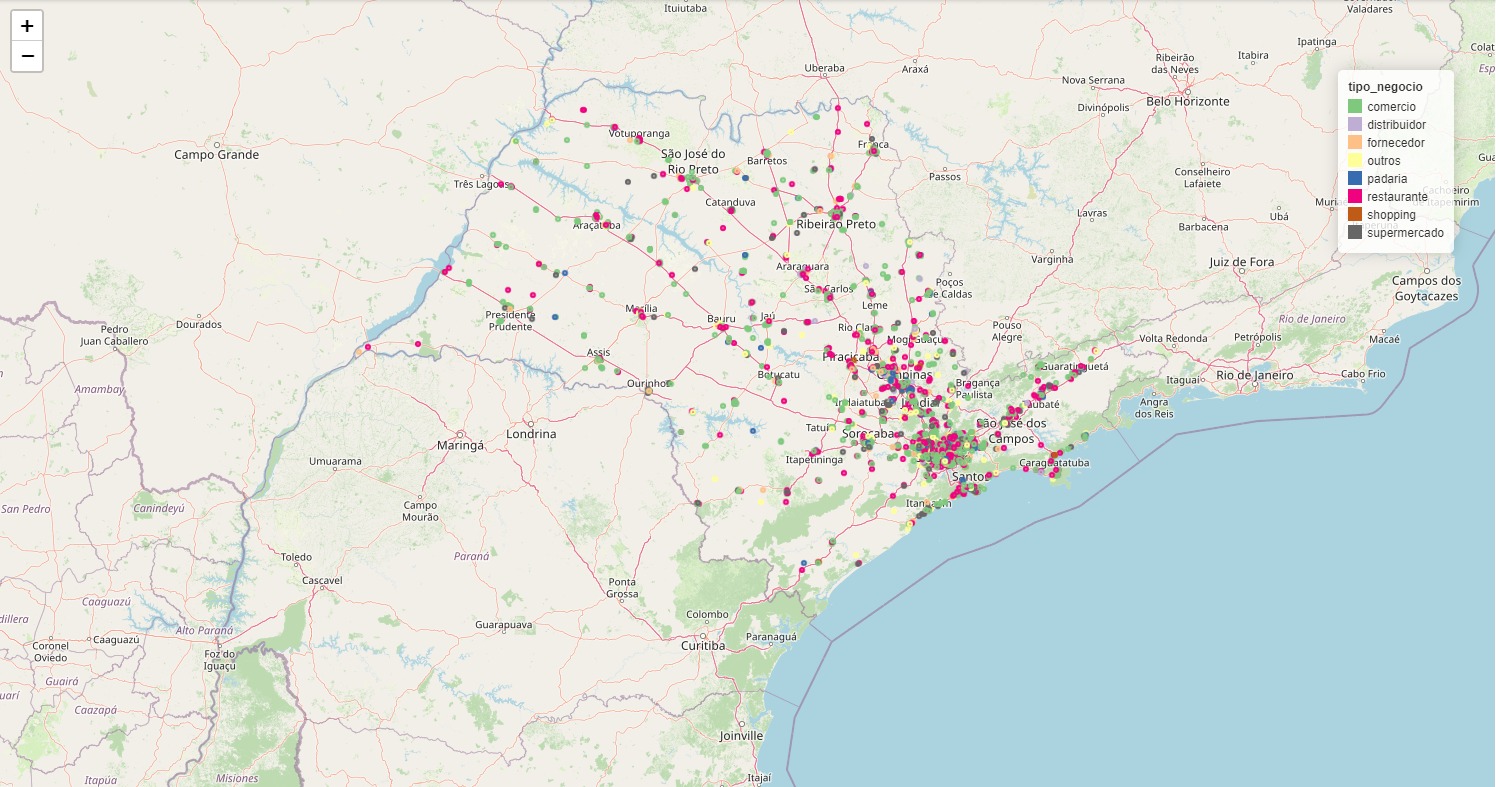 +
−
Ituiutaba
Valadares
Uberaba
Araxá
Ribeirão
das Neves
Itabira
Ipatinga
Nova Serrana
Belo Horizonte
Divinópolis
tipo_negocio
comercio
distribuidor
fornecedor
outros
padaria
restaurante
shopping
supermercado
Campo Grande
Votuporanga
São José do
Rio Preto
Barretos
Franca
Três Lagoas
Passos
Conselheiro
Lafaiete
Cachoeiro
Itapemirim
Catanduva
Araçatuba
Ribeirão Preto
Lavras
Barbacena
Ubá
Varginha
Juiz de Fora
Araraquara
São Carlos
Poços
de Caldas
Campos dos
Goytacazes
Leme
Dourados
Pedro
Juan Caballero
Presidente
Prudente
Marília
Bauru
Jaú
Rio Claro
Mogi Guaçu
Pouso
Alegre
Volta Redonda
Petrópolis
Rio de Janeiro
Macaé
Assis
Piracicaba
Campinas
Guaratinguetá
Itaguaí
Rio de Janeiro
Cabo Frio
Amambay
Ourinhos
Botucatu
Bragança
Paulista
Indaiatuba
Jundiaí
Taubaté
Angra
dos Reis
Maringá
Londrina
Tatuí
Sorocaba
São José dos
Campos
Umuarama
Itapetininga
Caraguatatuba
Santos
San Pedro
Canindeyú
Campo
Mourão
Itanhaém
Toledo
Paraná
Cascavel
Ponta
Grossa
Caaguazú
Guarapuava
Colombo
Alto Paraná
Curitiba
Paranaguá
Coronel
Oviedo
Caaguazú
Foz do
Iguaçu
Guairá
Caazapá
Joinville
Itapúa
Misiones
Itajaí